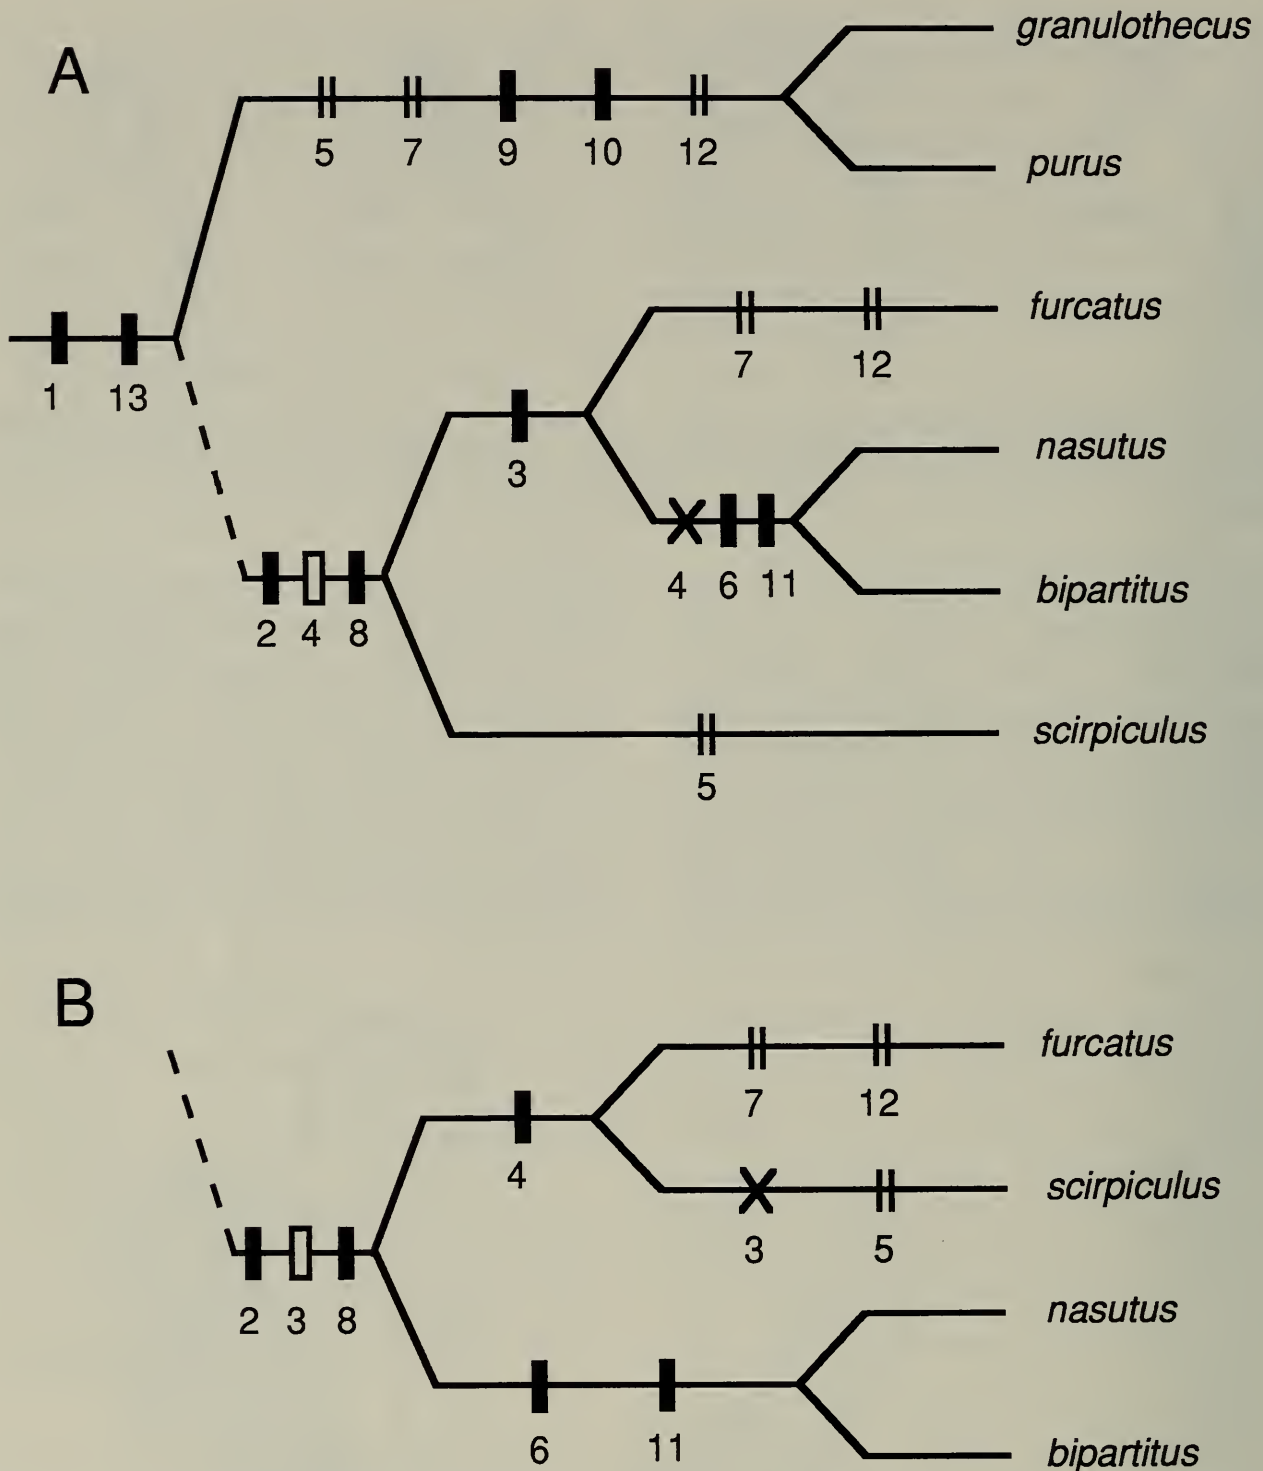 A
granulothecus
5 7 9 10 12
purus
furcatus
1 13
7 12
nasutus
3
4 6 11
bipartitus
2 4 8
scirpiculus
5
B
furcatus
7 12
4
scirpiculus
3 5
2 3 8
nasutus
6 11
bipartitus